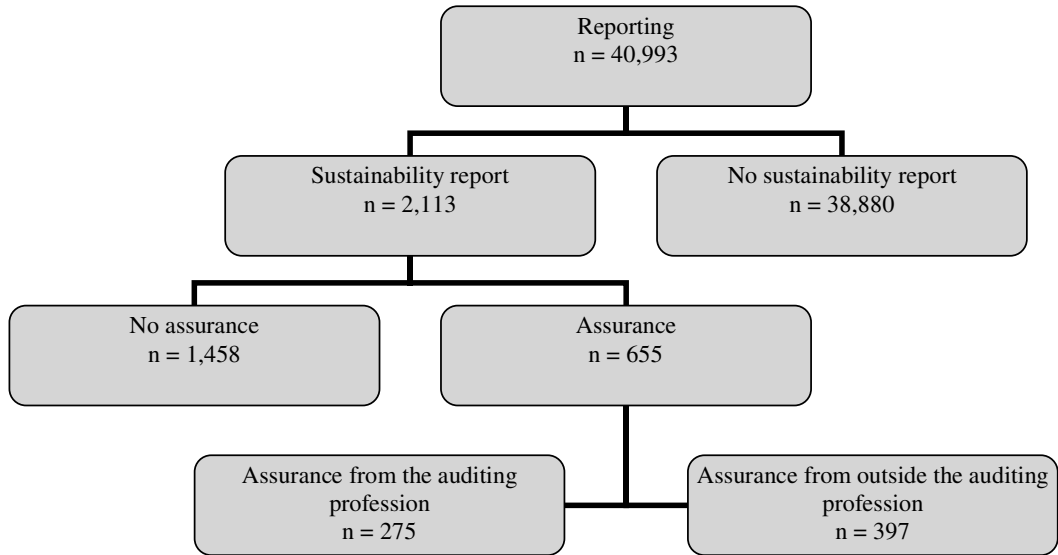 Reporting
n = 40,993
Sustainability report
n = 2,113
No sustainability report
n = 38,880
No assurance
n = 1,458
Assurance
n = 655
Assurance from the auditing
profession
n = 275
Assurance from outside the auditing
profession
n = 397